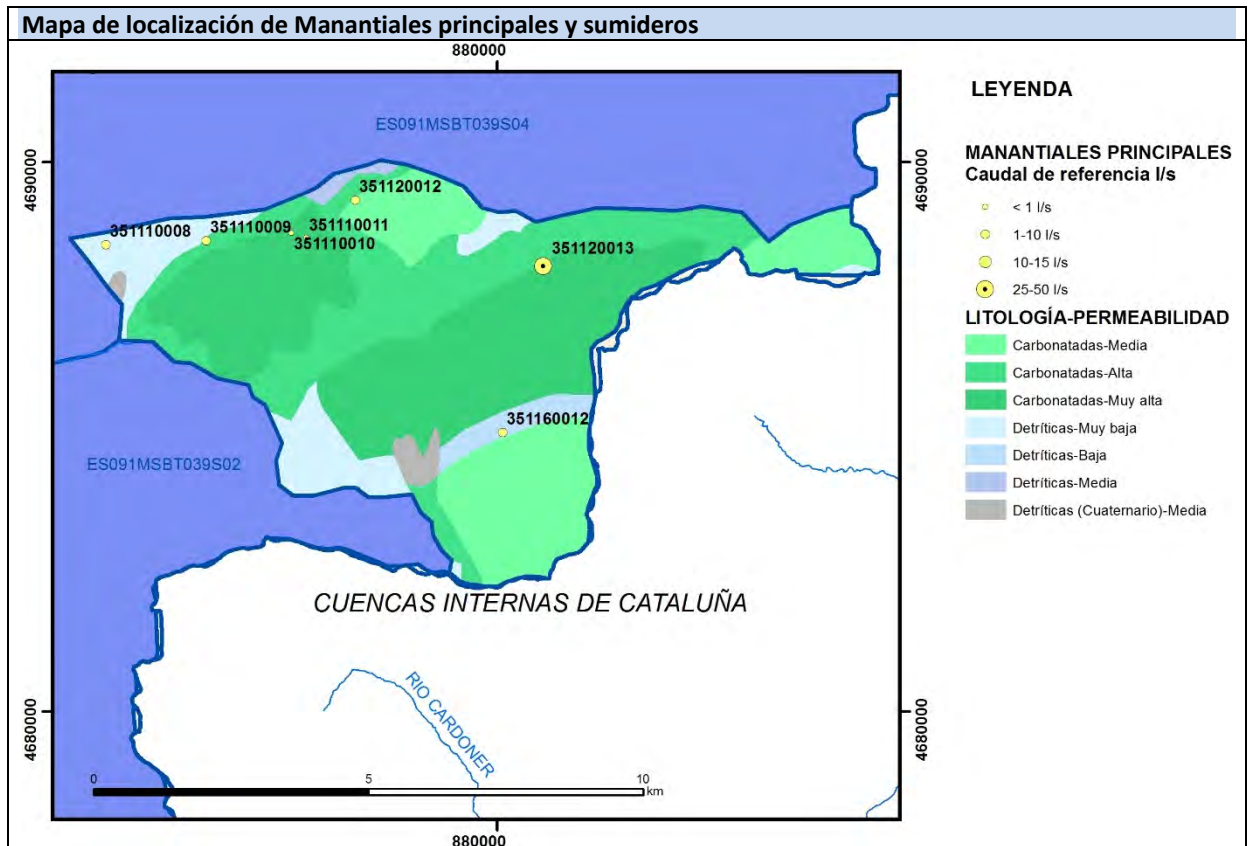 Mapa de localización de Manantiales principales y sumideros
880000
LEYENDA
ES091MSBT039S04
MANANTIALES PRINCIPALES
Caudal de referencia l/s
4690000
4690000
351120012
< 1 l/s
351110008
351110009
351110011
351110010
1-10 l/s
351120013
10-15 l/s
25-50 l/s
LITOLOGÍA-PERMEABILIDAD
Carbonatadas-Media
Carbonatadas-Alta
Carbonatadas-Muy alta
351160012
Detríticas-Muy baja
Detríticas-Baja
ES091MSBT039S02
Detríticas-Media
Detríticas (Cuaternario)-Media
CUENCAS INTERNAS DE CATALUÑA
RIO CARDONER
4680000
4680000
0 5 10
km
880000